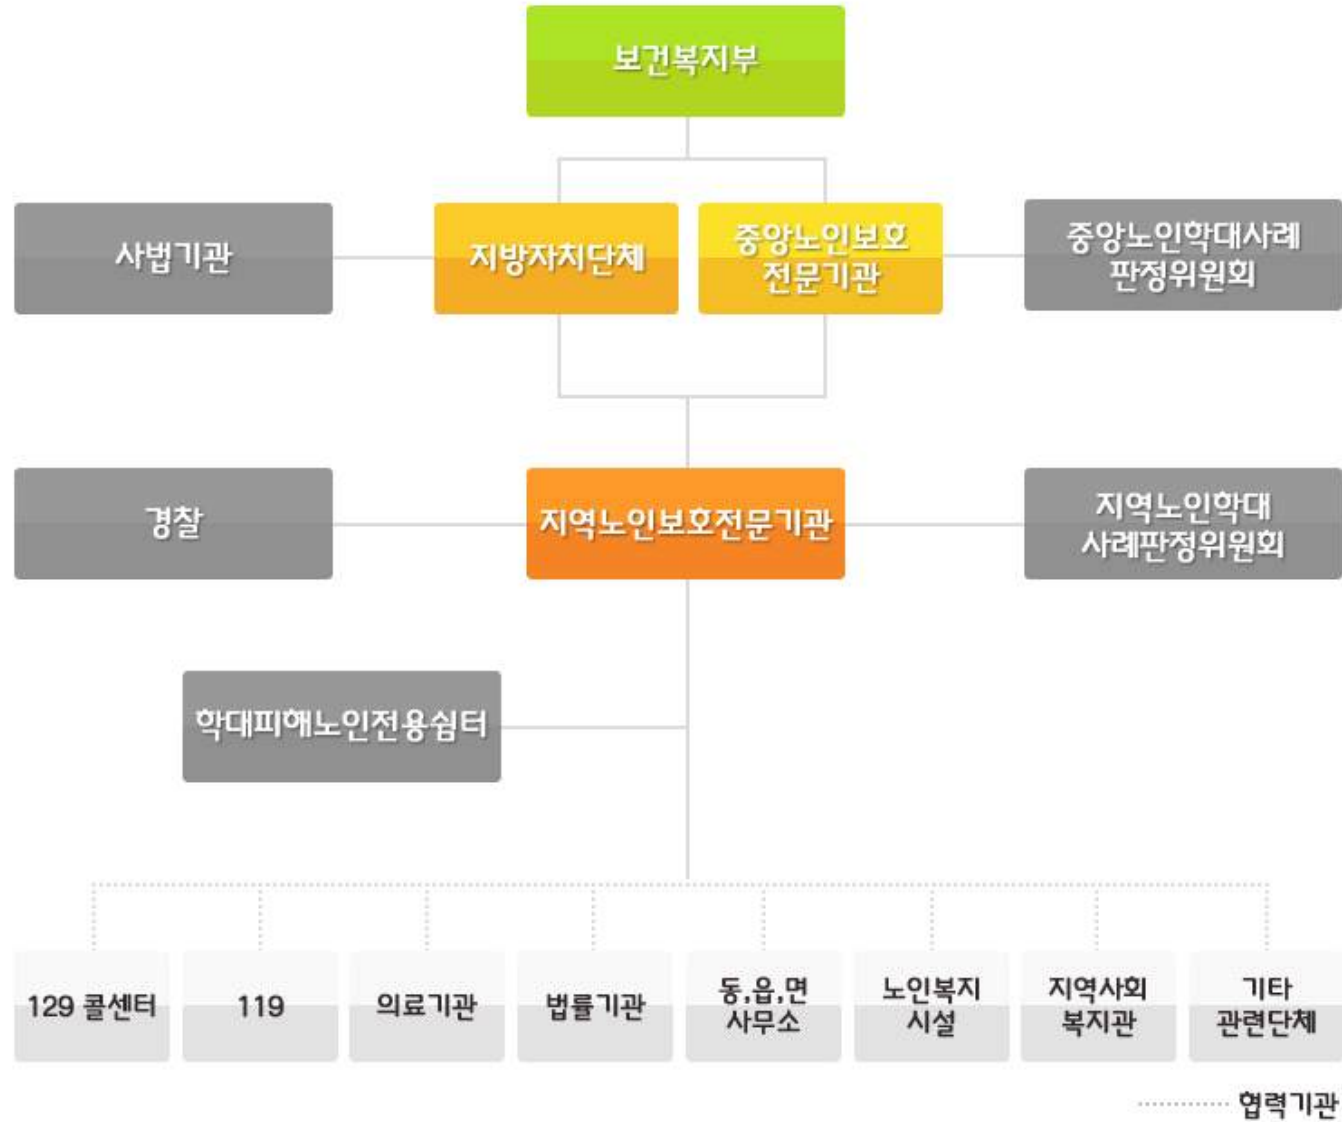 보건복지부
사법기관
지방자치단체
중앙노인보호
전문기관
중앙노인학대사례
판정위원회
경찰
지역노인보호전문기관
지역노인학대
사례판정위원회
학대피해노인전용쉼터
129 콜센터
119
의료기관
법률기관
동,읍,면
사무소
노인복지
시설
지역사회
복지관
기타
관련단체
협력기관